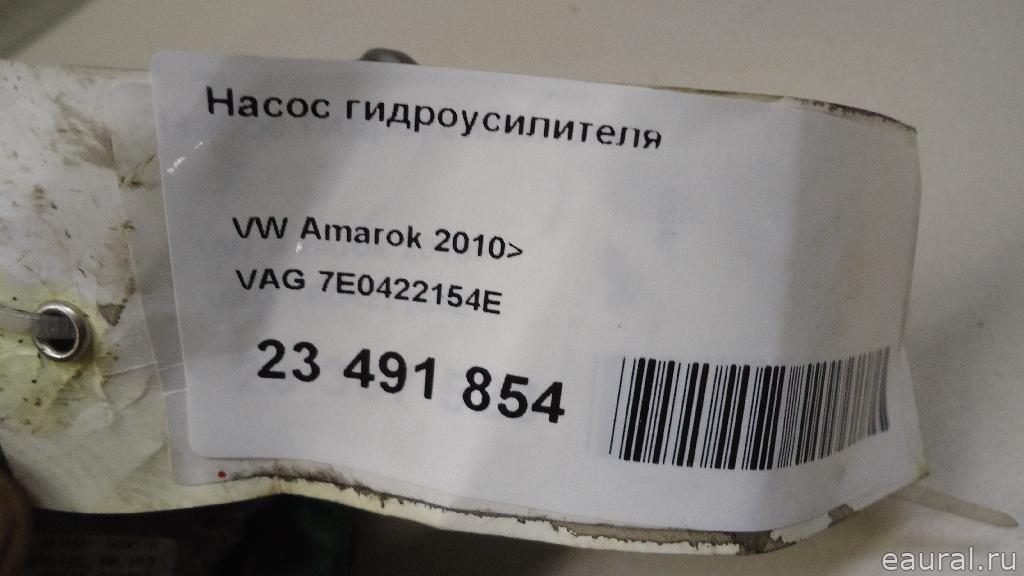 Насос гидроусилителя
VW Amarok 2010>
VAG 7E0422154E
23 491 854
eaural.ru